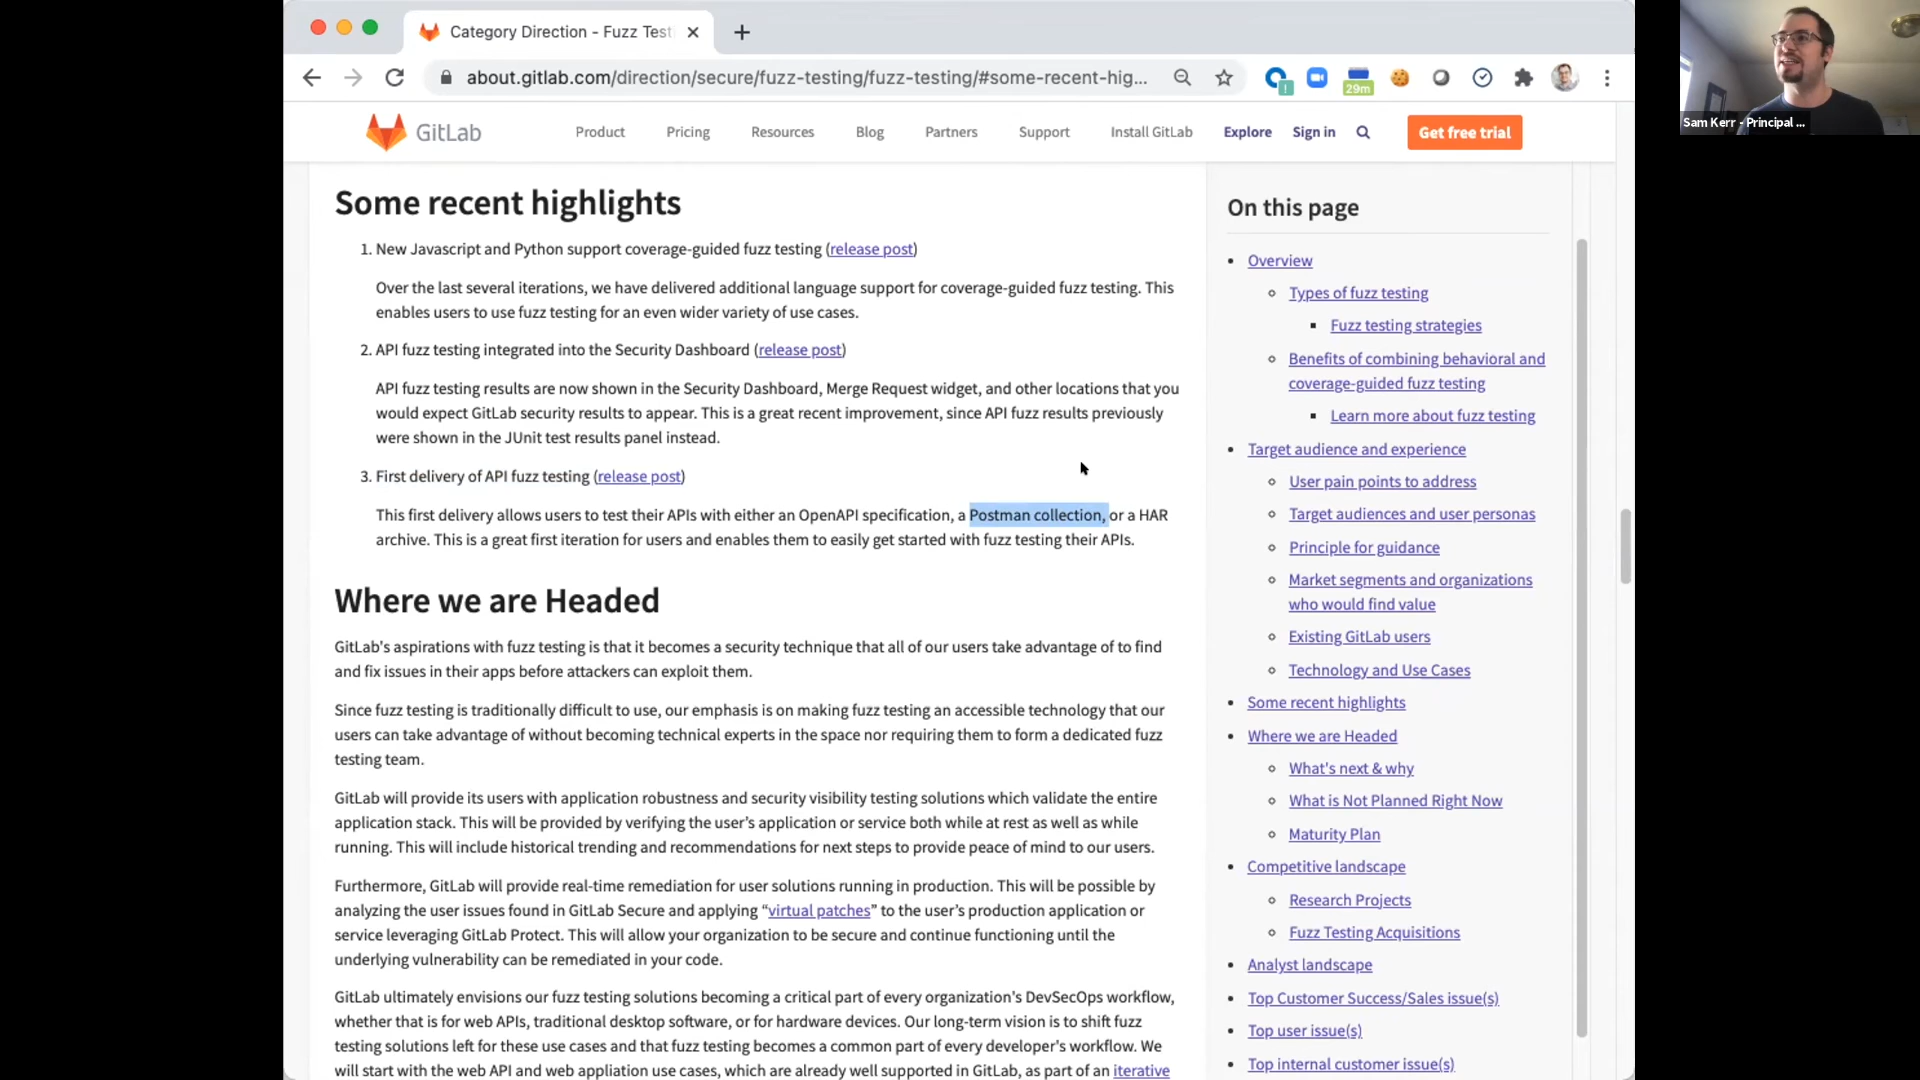 Category Direction - Fuzz Test
about.gitlab.com/direction/secure/fuzz-testing/fuzz-testing/#some-recent-hig...
29m
Sam Kerr - Principal ...
GitLab
Product
Pricing
Resources
Blog
Partners
Support
Install GitLab
Explore
Sign in
Get free trial
Some recent highlights
1. New Javascript and Python support coverage-guided fuzz testing (release post)
Over the last several iterations, we have delivered additional language support for coverage-guided fuzz testing. This
enables users to use fuzz testing for an even wider variety of use cases.
2. API fuzz testing integrated into the Security Dashboard (release post)
API fuzz testing results are now shown in the Security Dashboard, Merge Request widget, and other locations that you
would expect GitLab security results to appear. This is a great recent improvement, since API fuzz results previously
were shown in the JUnit test results panel instead.
3. First delivery of API fuzz testing (release post)
This first delivery allows users to test their APIs with either an OpenAPI specification, a Postman collection, or a HAR
archive. This is a great first iteration for users and enables them to easily get started with fuzz testing their APIs.
Where we are Headed
GitLab's aspirations with fuzz testing is that it becomes a security technique that all of our users take advantage of to find
and fix issues in their apps before attackers can exploit them.
Since fuzz testing is traditionally difficult to use, our emphasis is on making fuzz testing an accessible technology that our
users can take advantage of without becoming technical experts in the space nor requiring them to form a dedicated fuzz
testing team.
GitLab will provide its users with application robustness and security visibility testing solutions which validate the entire
application stack. This will be provided by verifying the user’s application or service both while at rest as well as while
running. This will include historical trending and recommendations for next steps to provide peace of mind to our users.
Furthermore, GitLab will provide real-time remediation for user solutions running in production. This will be possible by
analyzing the user issues found in GitLab Secure and applying “virtual patches” to the user’s production application or
service leveraging GitLab Protect. This will allow your organization to be secure and continue functioning until the
underlying vulnerability can be remediated in your code.
GitLab ultimately envisions our fuzz testing solutions becoming a critical part of every organization's DevSecOps workflow,
whether that is for web APIs, traditional desktop software, or for hardware devices. Our long-term vision is to shift fuzz
testing solutions left for these use cases and that fuzz testing becomes a common part of every developer's workflow. We
will start with the web API and web appliation use cases, which are already well supported in GitLab, as part of an iterative
On this page
Overview
Types of fuzz testing
Fuzz testing strategies
Benefits of combining behavioral and
coverage-guided fuzz testing
Learn more about fuzz testing
Target audience and experience
User pain points to address
Target audiences and user personas
Principle for guidance
Market segments and organizations
who would find value
Existing GitLab users
Technology and Use Cases
Some recent highlights
Where we are Headed
What's next & why
What is Not Planned Right Now
Maturity Plan
Competitive landscape
Research Projects
Fuzz Testing Acquisitions
Analyst landscape
Top Customer Success/Sales issue(s)
Top user issue(s)
Top internal customer issue(s)